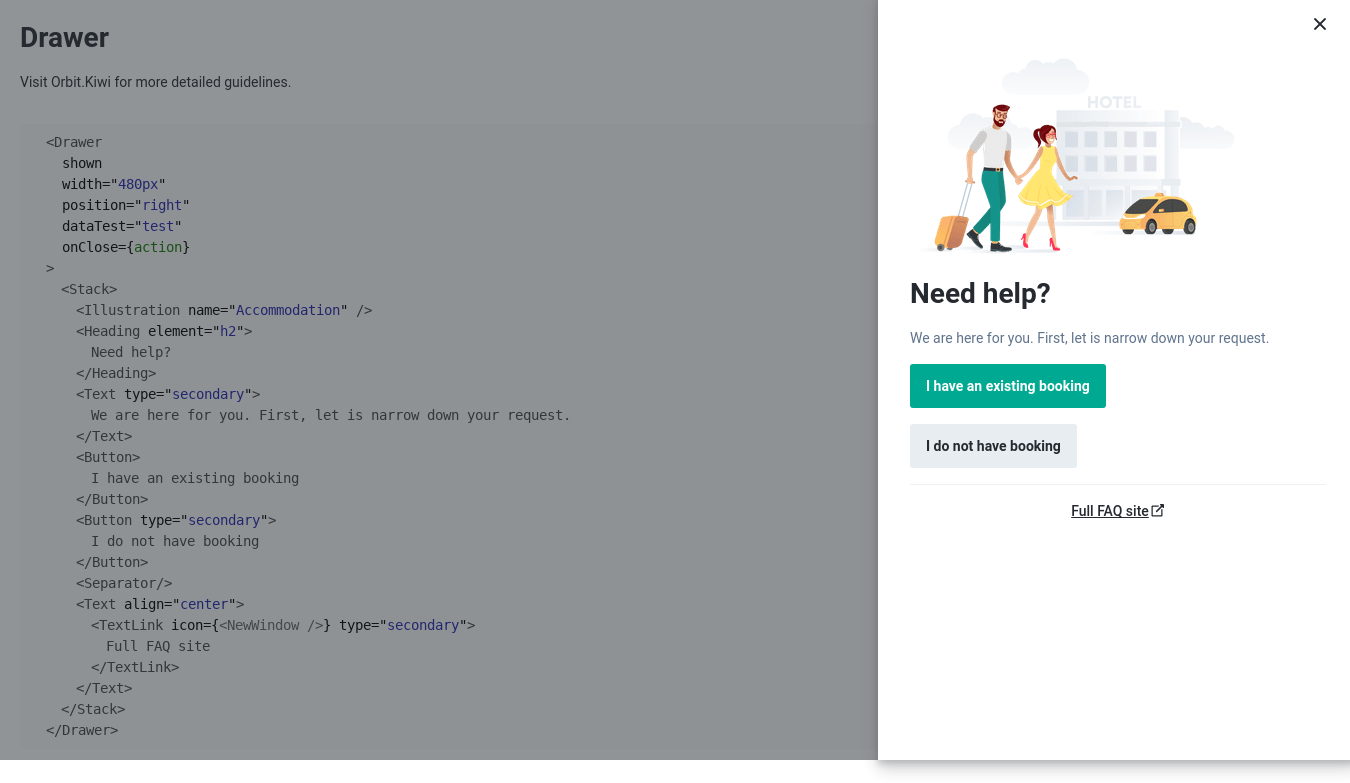 Drawer
Visit Orbit.Kiwi for more detailed guidelines.
<Drawer
shown
width="480px"
position="right"
dataTest="test"
onClose={action}
>
<Stack>
<Illustration name="Accommodation" />
<Heading element="h2">
Need help?
</Heading>
<Text type="secondary">
We are here for you. First, let is narrow down your request.
</Text>
<Button>
I have an existing booking
</Button>
<Button type="secondary">
I do not have booking
</Button>
<Separator/>
<Text align="center">
<TextLink icon={<NewWindow />} type="secondary">
Full FAQ site
</TextLink>
</Text>
</Stack>
</Drawer>
HOTEL
Need help?
We are here for you. First, let is narrow down your request.
I have an existing booking
I do not have booking
Full FAQ site